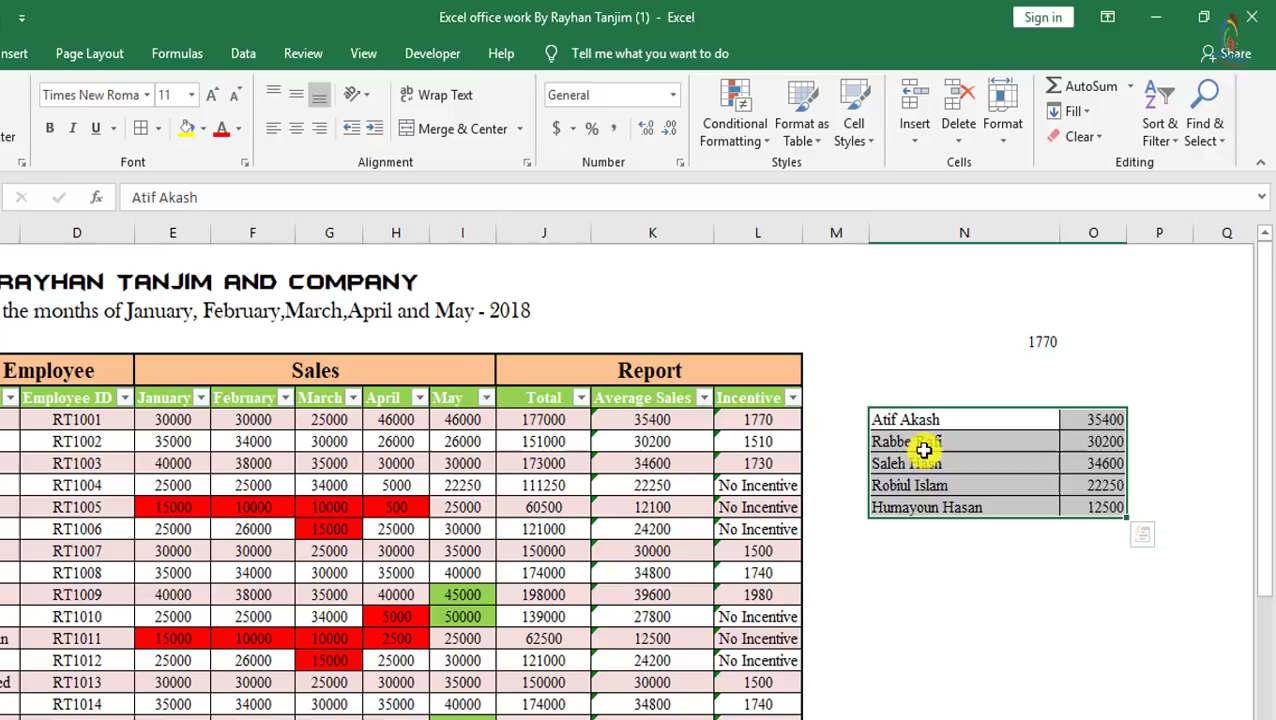 Excel office work By Rayhan Tanjim (1) - Excel
Sign in
nsert Page Layout Formulas Data Review View Developer Help Tell me what you want to do
Share
Times New Roma 11
Wrap Text
General
Conditional Formatting
Format as Table
Cell Styles
Insert
Delete
Format
AutoSum
Fill
Clear
Sort & Filter
Find & Select
B I U A
Merge & Center
$ % ,
Font Alignment Number Styles Cells Editing
fx Atif Akash
D E F G H I J K L M N O P Q
RAYHAN TANJIM AND COMPANY
the months of January, February,March,April and May - 2018
1770
Employee Sales Report
Employee ID January February March April May Total Average Sales Incentive
RT1001 30000 30000 25000 46000 46000 177000 35400 1770 Atif Akash 35400
RT1002 35000 34000 30000 26000 26000 151000 30200 1510 Rabbe Rafi 30200
RT1003 40000 38000 35000 30000 30000 173000 34600 1730 Saleh 34600
RT1004 25000 25000 34000 5000 22250 111250 22250 No Incentive Robiul Islam 22250
RT1005 15000 10000 10000 500 25000 60500 12100 No Incentive Humayoun Hasan 12500
RT1006 25000 26000 15000 25000 30000 121000 24200 No Incentive
RT1007 30000 30000 25000 30000 35000 150000 30000 1500
RT1008 35000 34000 30000 35000 40000 174000 34800 1740
RT1009 40000 38000 35000 40000 45000 198000 39600 1980
RT1010 25000 25000 34000 5000 50000 139000 27800 No Incentive
n RT1011 15000 10000 10000 2500 25000 62500 12500 No Incentive
RT1012 25000 26000 15000 25000 30000 121000 24200 No Incentive
ed RT1013 30000 30000 25000 30000 35000 150000 30000 1500
RT1014 35000 34000 30000 35000 40000 174000 34800 1740